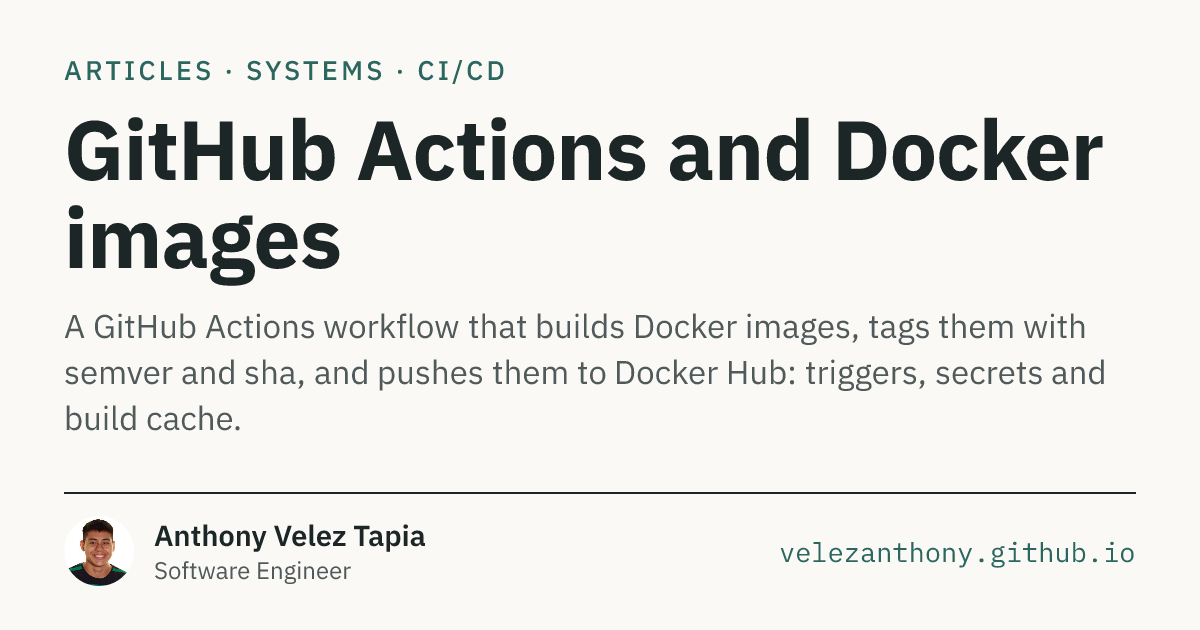 ARTICLES · SYSTEMS · CI/CD
GitHub Actions and Docker
images
A GitHub Actions workflow that builds Docker images, tags them with
semver and sha, and pushes them to Docker Hub: triggers, secrets and
build cache.
Anthony Velez Tapia
Software Engineer
velezanthony.github.io